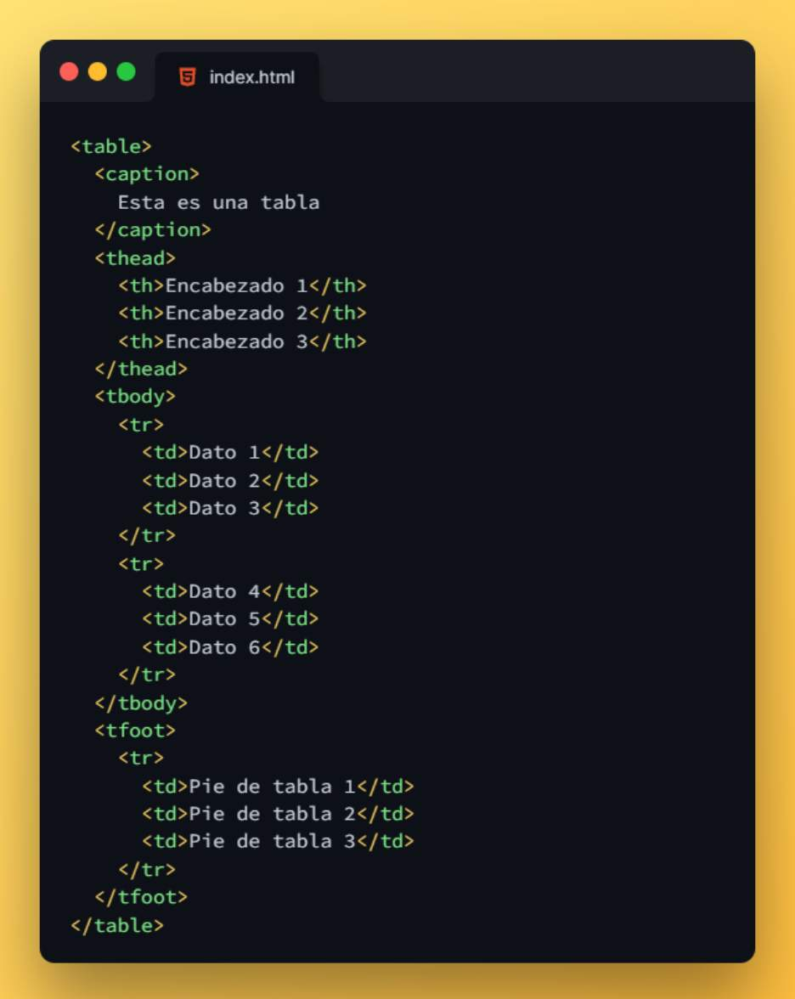 index.html
<table>
<caption>
Esta es una tabla
</caption>
<thead>
<th>Encabezado 1</th>
<th>Encabezado 2</th>
<th>Encabezado 3</th>
</thead>
<tbody>
<tr>
<td>Dato 1</td>
<td>Dato 2</td>
<td>Dato 3</td>
</tr>
<tr>
<td>Dato 4</td>
<td>Dato 5</td>
<td>Dato 6</td>
</tr>
</tbody>
<tfoot>
<tr>
<td>Pie de tabla 1</td>
<td>Pie de tabla 2</td>
<td>Pie de tabla 3</td>
</tr>
</tfoot>
</table>